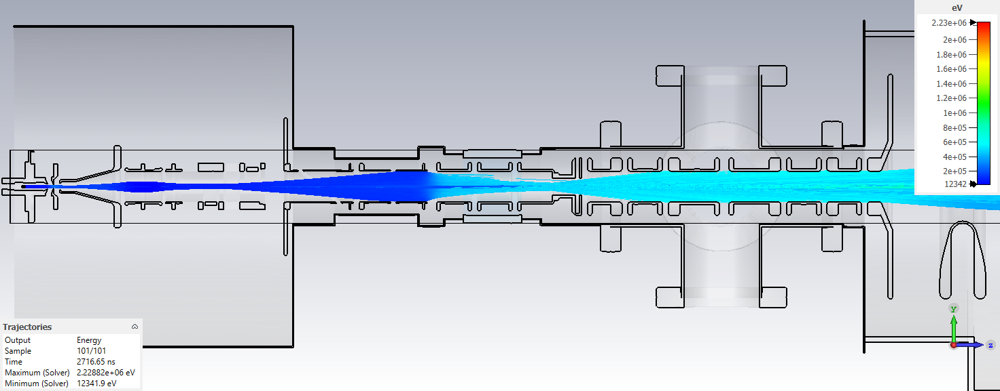 eV
2.23e+06
2e+06
1.8e+06
1.6e+06
1.4e+06
1.2e+06
1e+06
8e+05
6e+05
4e+05
2e+05
12342
y
z
Trajectories
Output Energy
Sample 101/101
Time 2716.65 ns
Maximum (Solver) 2.22882e+06 eV
Minimum (Solver) 12341.9 eV